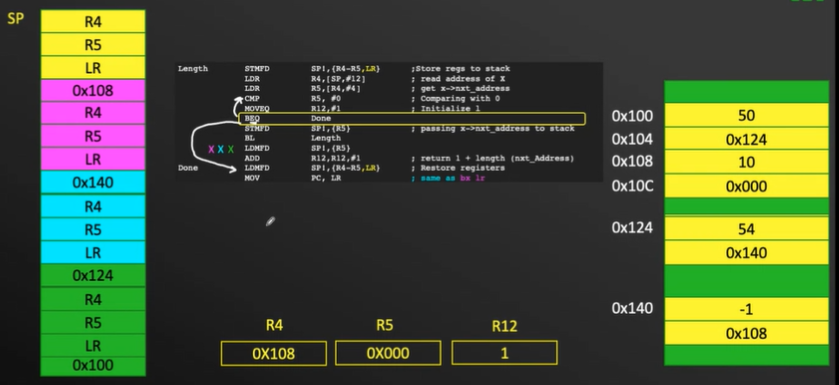 SP
R4
R5
LR
0x108
R4
R5
LR
0x140
R4
R5
LR
0x124
R4
R5
LR
0x100
Length STMFD SP!,{R4-R5,LR} ;Store regs to stack
LDR R4,[SP,#12] ; read address of X
LDR R5,[R4,#4] ; get x->nxt_address
CMP R5, #0 ; Comparing with 0
MOVEQ R12,#1 ; Initialize 1
BEQ Done
STMFD SP!,{R5} ; passing x->nxt_address to stack
BL Length
X X X LDMFD SP!,{R5}
ADD R12,R12,#1 ; return 1 + length (nxt_Address)
Done LDMFD SP!,{R4-R5,LR} ; Restore registers
MOV PC, LR ; same as bx lr
0x100 50
0x104 0x124
0x108 10
0x10C 0x000
0x124 54
0x140
0x140 -1
0x108
R4 R5 R12
0X108 0X000 1